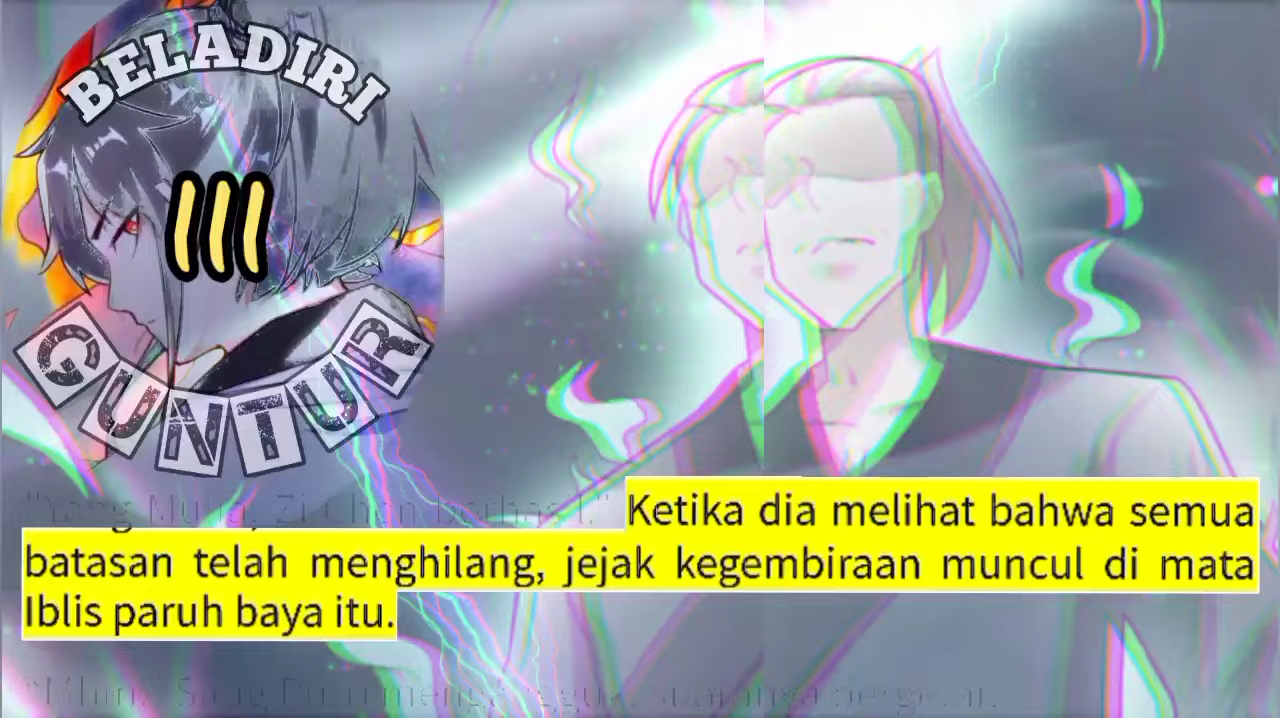 BELADIRI
III
GUNTUR
Ketika dia melihat bahwa semua
batasan telah menghilang, jejak kegembiraan muncul di mata
Iblis paruh baya itu.